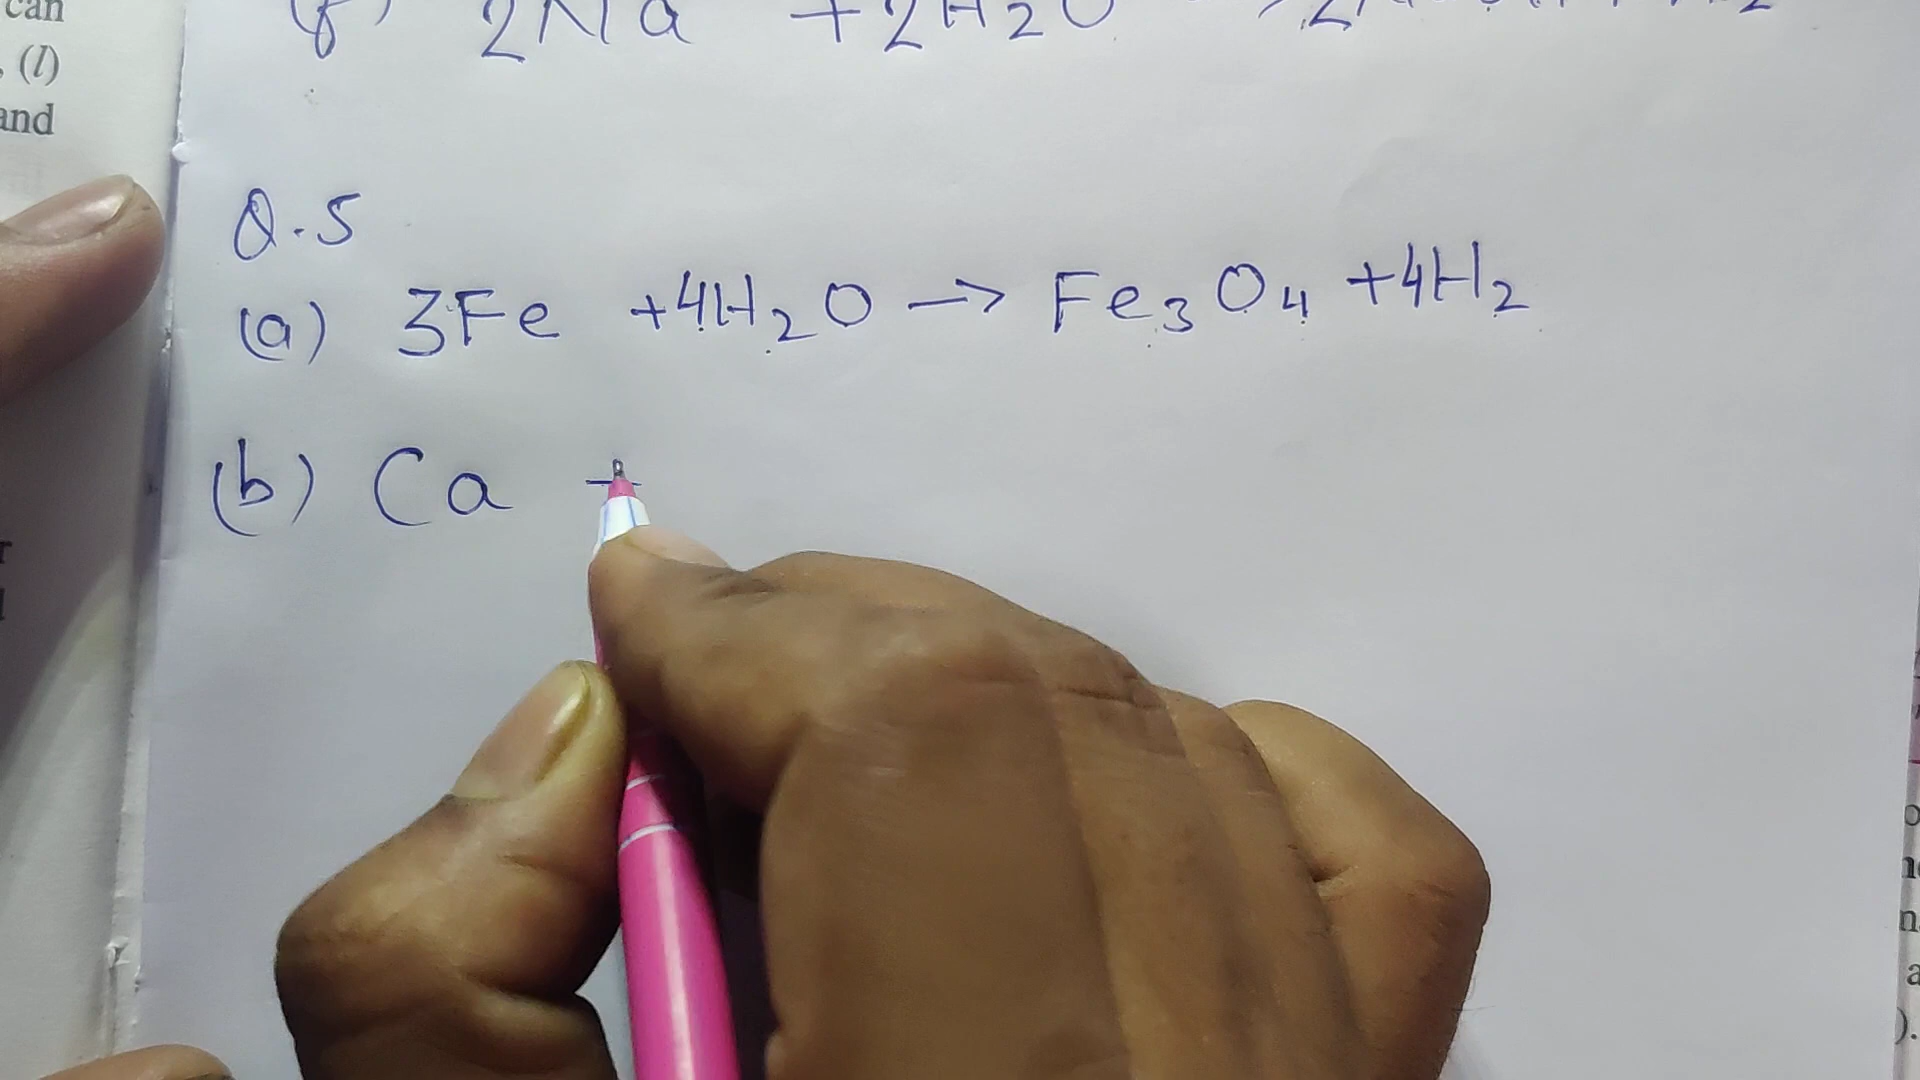 can
, (l)
and
(f) 2Na + 2H2O
Q.5
(a) 3Fe +4H2O -> Fe3O4 +4H2
(b) Ca +